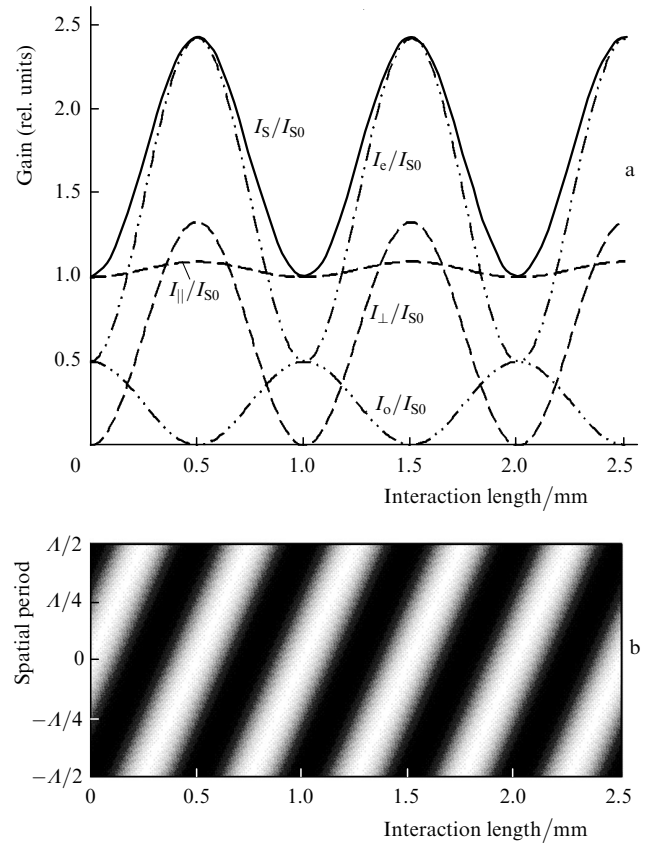 2.5
2.0
1.5
1.0
0.5
0
Gain (rel. units)
I_S/I_S0
I_e/I_S0
a
I_||/I_S0
I_⊥/I_S0
I_o/I_S0
0.5
1.0
1.5
2.0
2.5
Interaction length/mm
Λ/2
Λ/4
0
−Λ/4
−Λ/2
Spatial period
b
0
0.5
1.0
1.5
2.0
2.5
Interaction length/mm